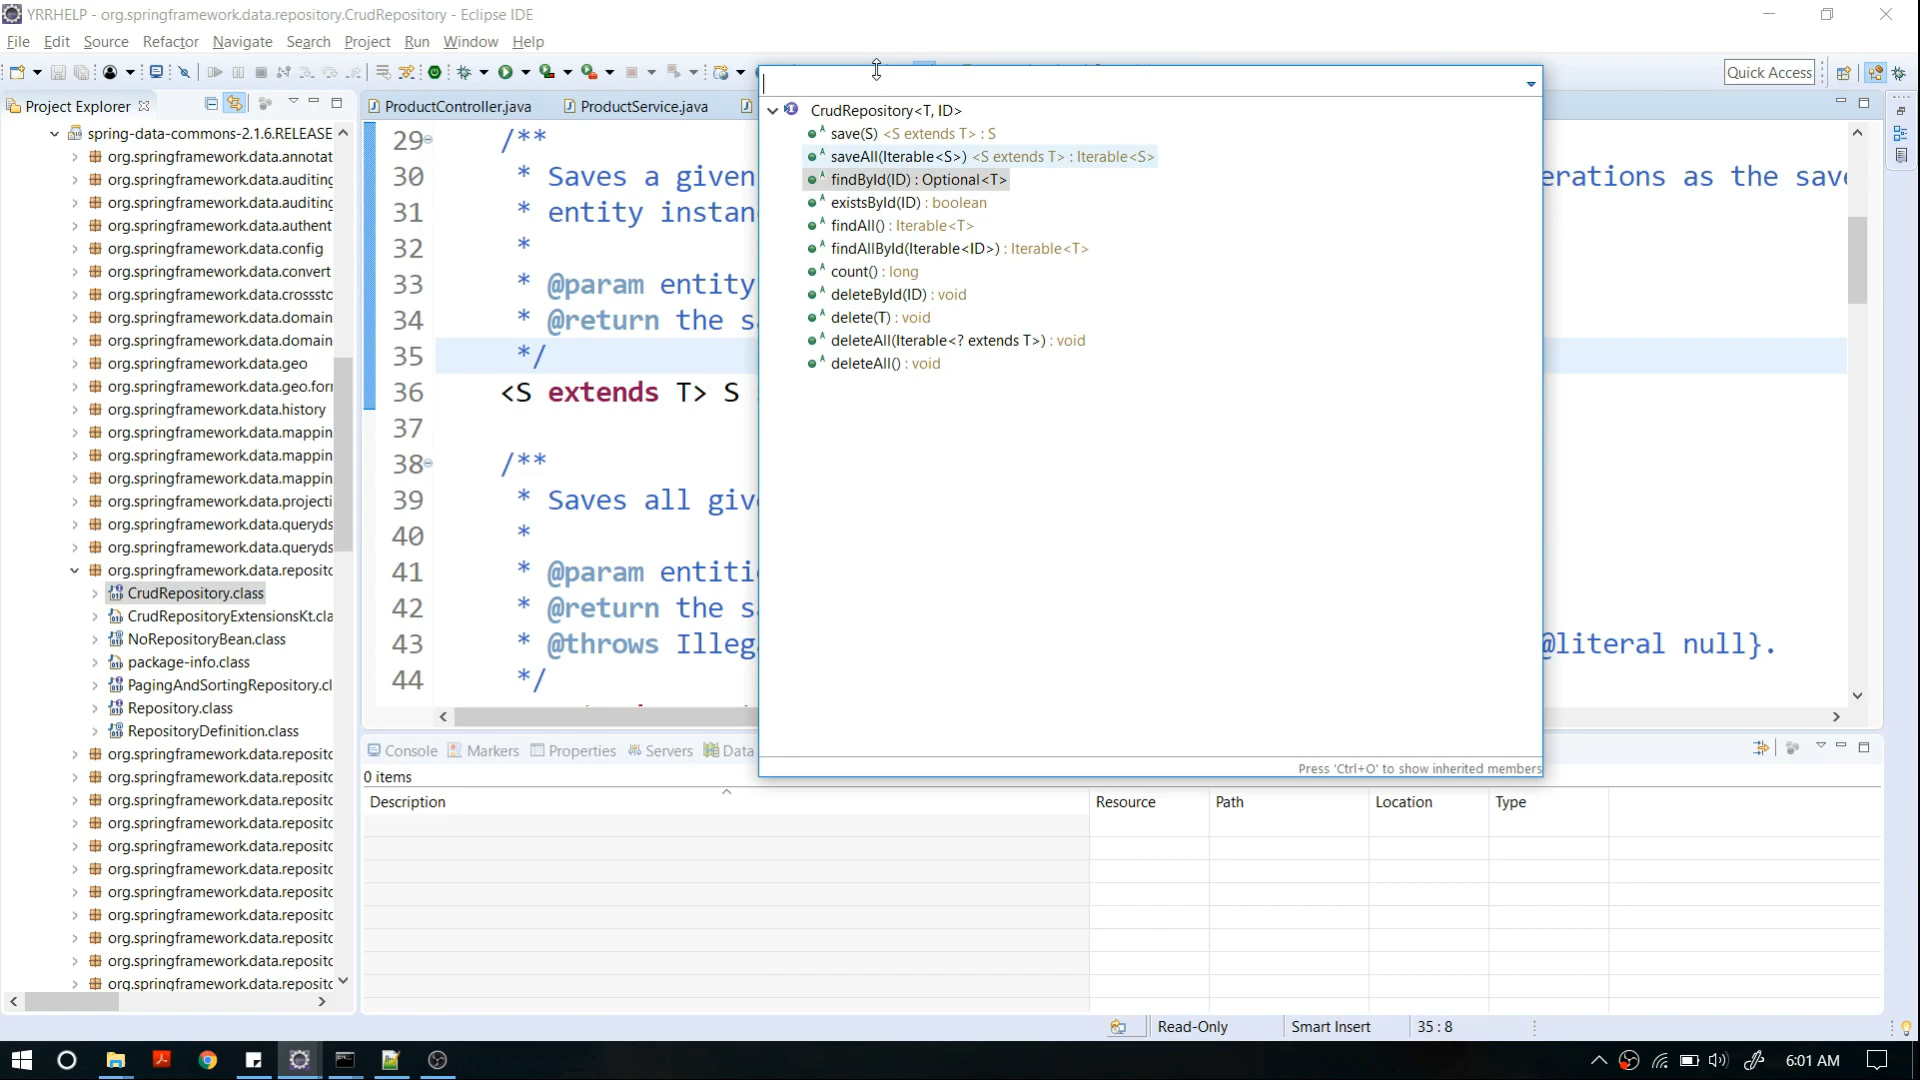 YRRHELP - org.springframework.data.repository.CrudRepository - Eclipse IDE
File Edit Source Refactor Navigate Search Project Run Window Help
Quick Access
Project Explorer
ProductController.java
ProductService.java
spring-data-commons-2.1.6.RELEASE
org.springframework.data.annotat
org.springframework.data.auditing
org.springframework.data.auditing
org.springframework.data.authent
org.springframework.data.config
org.springframework.data.convert
org.springframework.data.crosssto
org.springframework.data.domain
org.springframework.data.domain
org.springframework.data.geo
org.springframework.data.geo.forr
org.springframework.data.history
org.springframework.data.mappin
org.springframework.data.mappin
org.springframework.data.mappin
org.springframework.data.projecti
org.springframework.data.queryds
org.springframework.data.queryds
org.springframework.data.reposito
CrudRepository.class
CrudRepositoryExtensionsKt.cla
NoRepositoryBean.class
package-info.class
PagingAndSortingRepository.cl
Repository.class
RepositoryDefinition.class
org.springframework.data.reposito
org.springframework.data.reposito
org.springframework.data.reposito
org.springframework.data.reposito
org.springframework.data.reposito
org.springframework.data.reposito
org.springframework.data.reposito
org.springframework.data.reposito
org.springframework.data.reposito
org.springframework.data.reposito
org.springframework.data.reposito
29 /**
30 * Saves a given erations as the save
31 * entity instan
32 *
33 * @param entity
34 * @return the s
35 */
36 <S extends T> S
37
38 /**
39 * Saves all giv
40 *
41 * @param entiti
42 * @return the s
43 * @throws Illega @literal null}.
44 */
CrudRepository<T, ID>
save(S) <S extends T> : S
saveAll(Iterable<S>) <S extends T> : Iterable<S>
findById(ID) : Optional<T>
existsById(ID) : boolean
findAll() : Iterable<T>
findAllById(Iterable<ID>) : Iterable<T>
count() : long
deleteById(ID) : void
delete(T) : void
deleteAll(Iterable<? extends T>) : void
deleteAll() : void
Press 'Ctrl+O' to show inherited members
Console Markers Properties Servers Data
0 items
Description Resource Path Location Type
Read-Only Smart Insert 35 : 8
6:01 AM